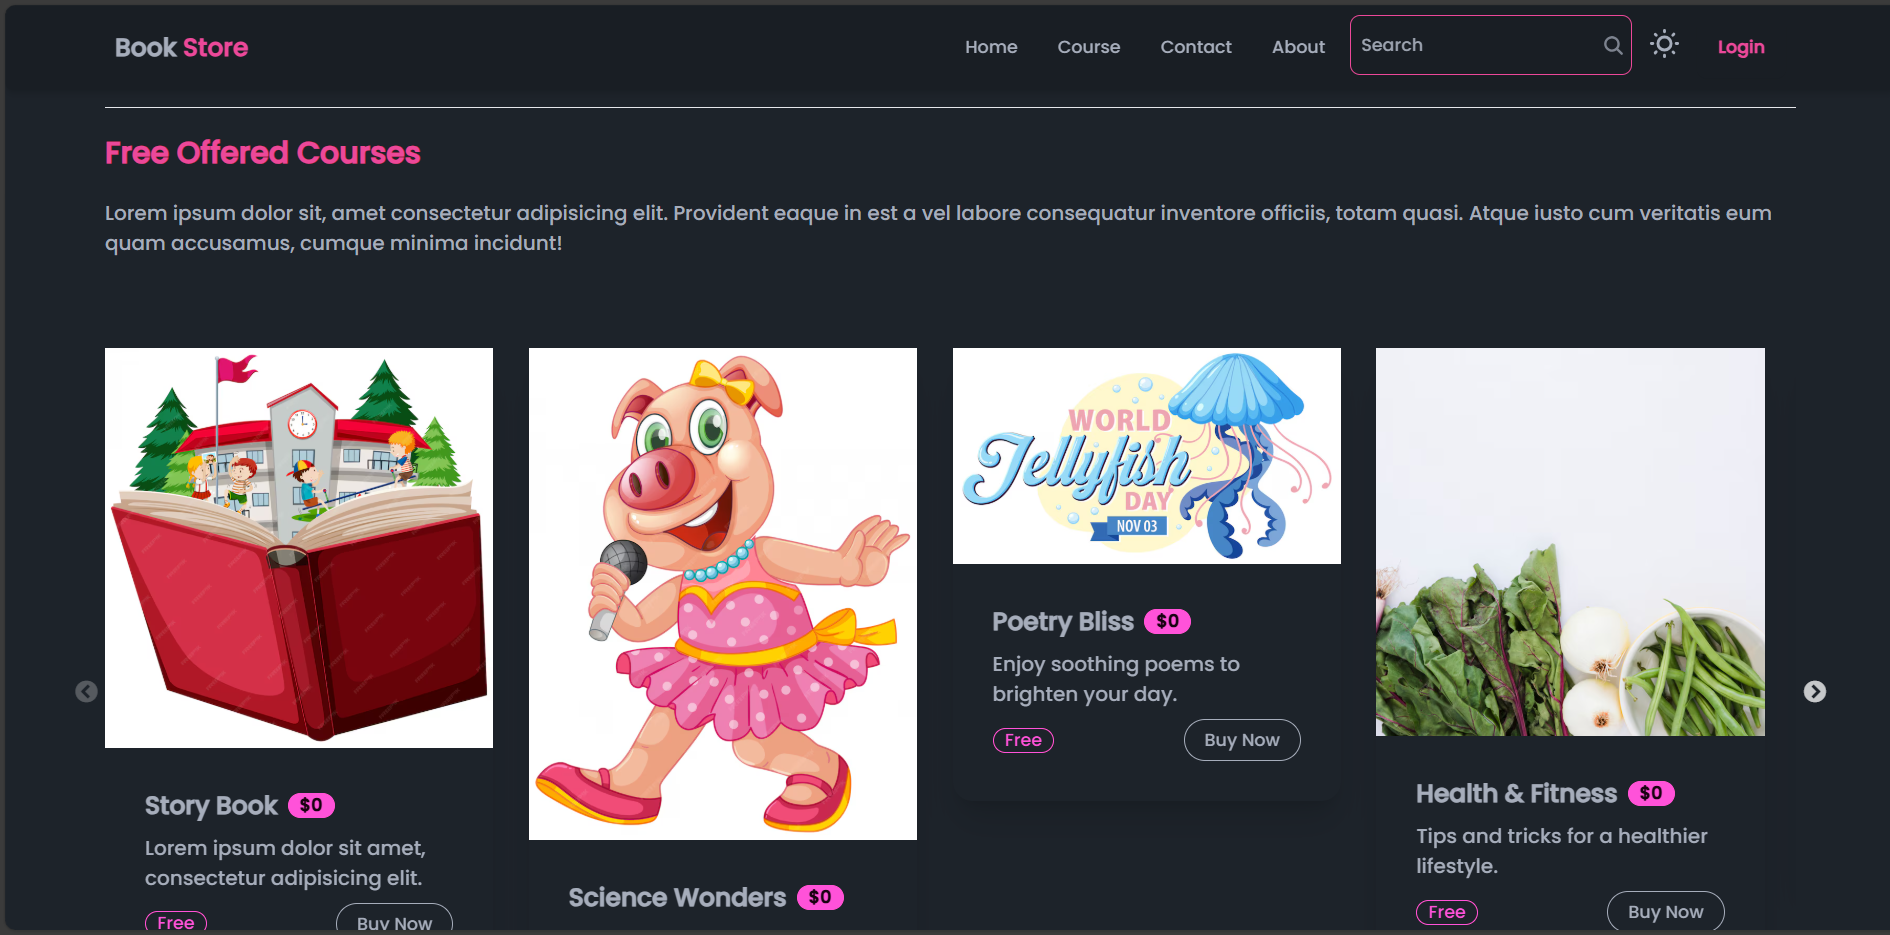 Book Store
Home
Course
Contact
About
Search
Login
Free Offered Courses
Lorem ipsum dolor sit, amet consectetur adipisicing elit. Provident eaque in est a vel labore consequatur inventore officiis, totam quasi. Atque iusto cum veritatis eum
quam accusamus, cumque minima incidunt!
WORLD
Jellyfish
DAY
NOV 03
Story Book $0
Lorem ipsum dolor sit amet,
consectetur adipisicing elit.
Free
Buy Now
Science Wonders $0
Poetry Bliss $0
Enjoy soothing poems to
brighten your day.
Free
Buy Now
Health & Fitness $0
Tips and tricks for a healthier
lifestyle.
Free
Buy Now